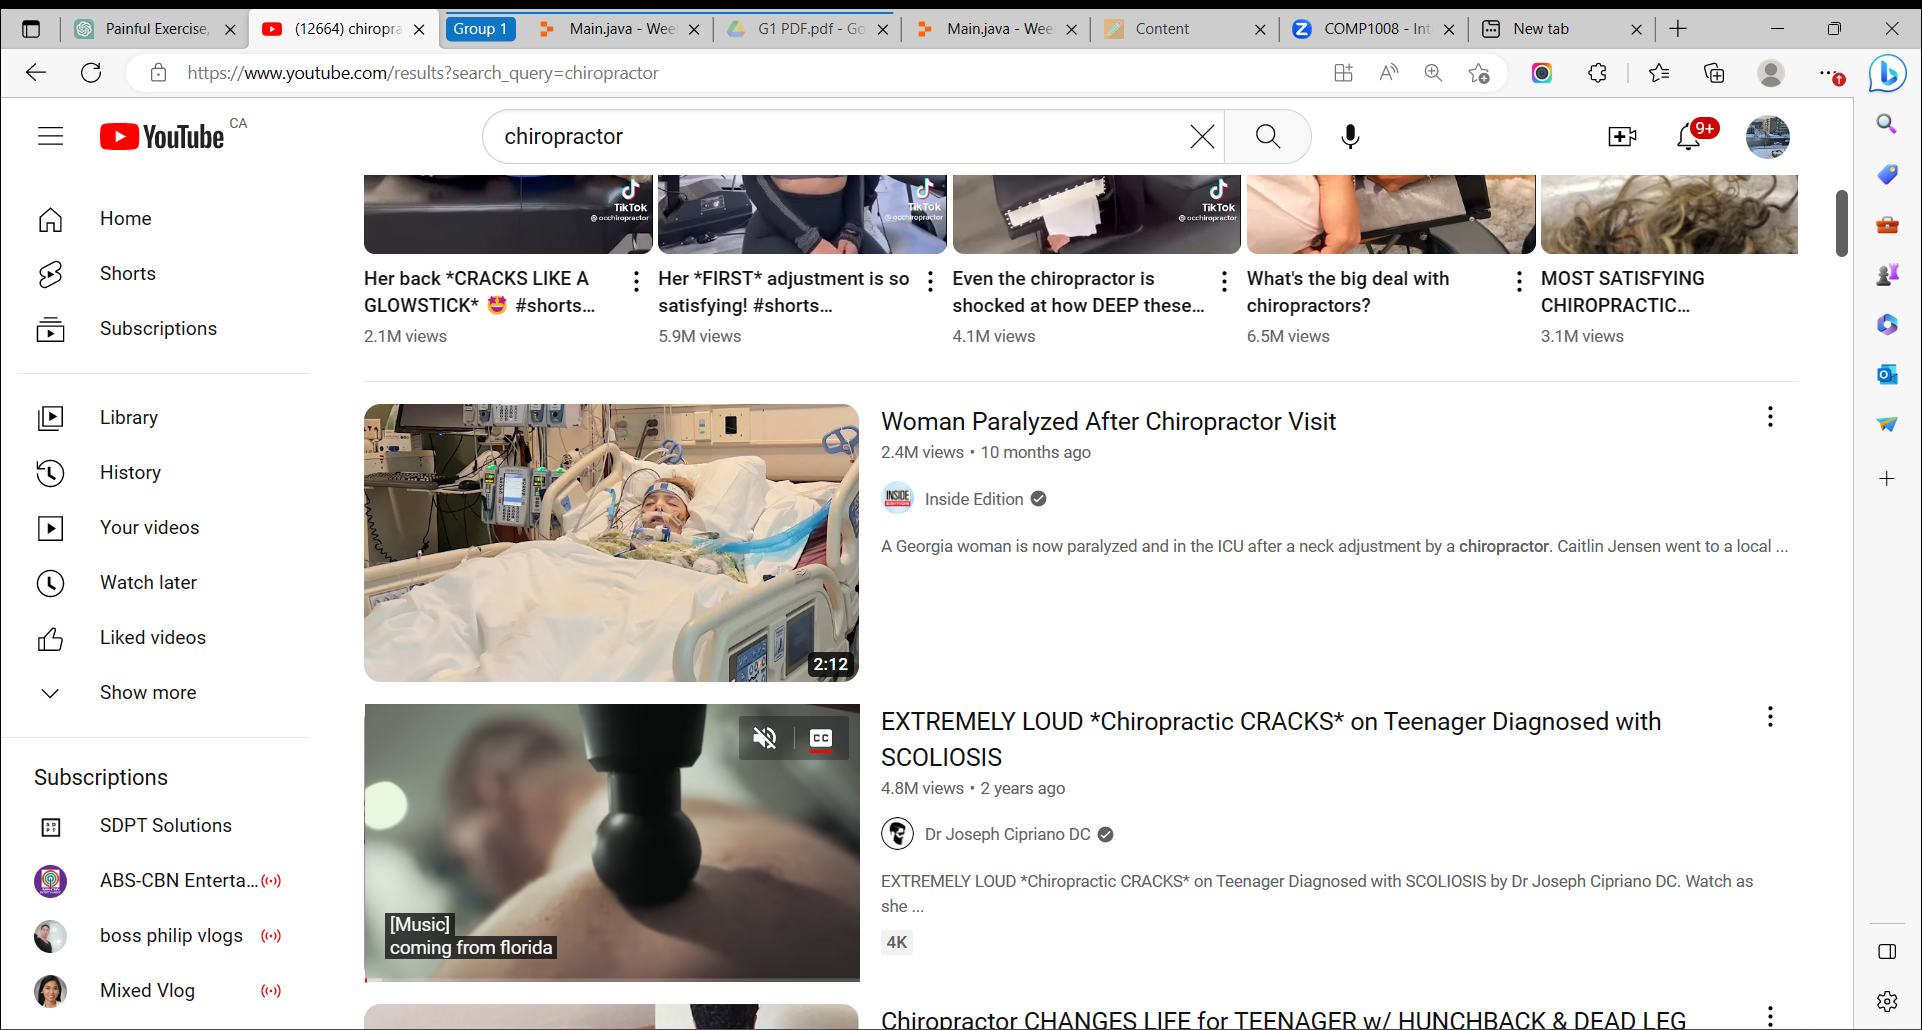 Painful Exercise,
(12664) chiropra
Group 1
Main.java - Wee
G1 PDF.pdf - Go
Main.java - Wee
Content
COMP1008 - Int
New tab
https://www.youtube.com/results?search_query=chiropractor
YouTube CA
chiropractor
9+
Home
Shorts
Subscriptions
Library
History
Your videos
Watch later
Liked videos
Show more
Subscriptions
SDPT Solutions
ABS-CBN Enterta...
boss philip vlogs
Mixed Vlog
TikTok
@occhiropractor
TikTok
@occhiropractor
TikTok
@occhiropractor
Her back *CRACKS LIKE A
GLOWSTICK* 🤩 #shorts...
2.1M views
Her *FIRST* adjustment is so
satisfying! #shorts...
5.9M views
Even the chiropractor is
shocked at how DEEP these...
4.1M views
What's the big deal with
chiropractors?
6.5M views
MOST SATISFYING
CHIROPRACTIC...
3.1M views
2:12
Woman Paralyzed After Chiropractor Visit
2.4M views • 10 months ago
INSIDE
Inside Edition
A Georgia woman is now paralyzed and in the ICU after a neck adjustment by a chiropractor. Caitlin Jensen went to a local ...
CC
[Music]
coming from florida
EXTREMELY LOUD *Chiropractic CRACKS* on Teenager Diagnosed with
SCOLIOSIS
4.8M views • 2 years ago
Dr Joseph Cipriano DC
EXTREMELY LOUD *Chiropractic CRACKS* on Teenager Diagnosed with SCOLIOSIS by Dr Joseph Cipriano DC. Watch as
she ...
4K
Chiropractor CHANGES LIFE for TEENAGER w/ HUNCHBACK & DEAD LEG